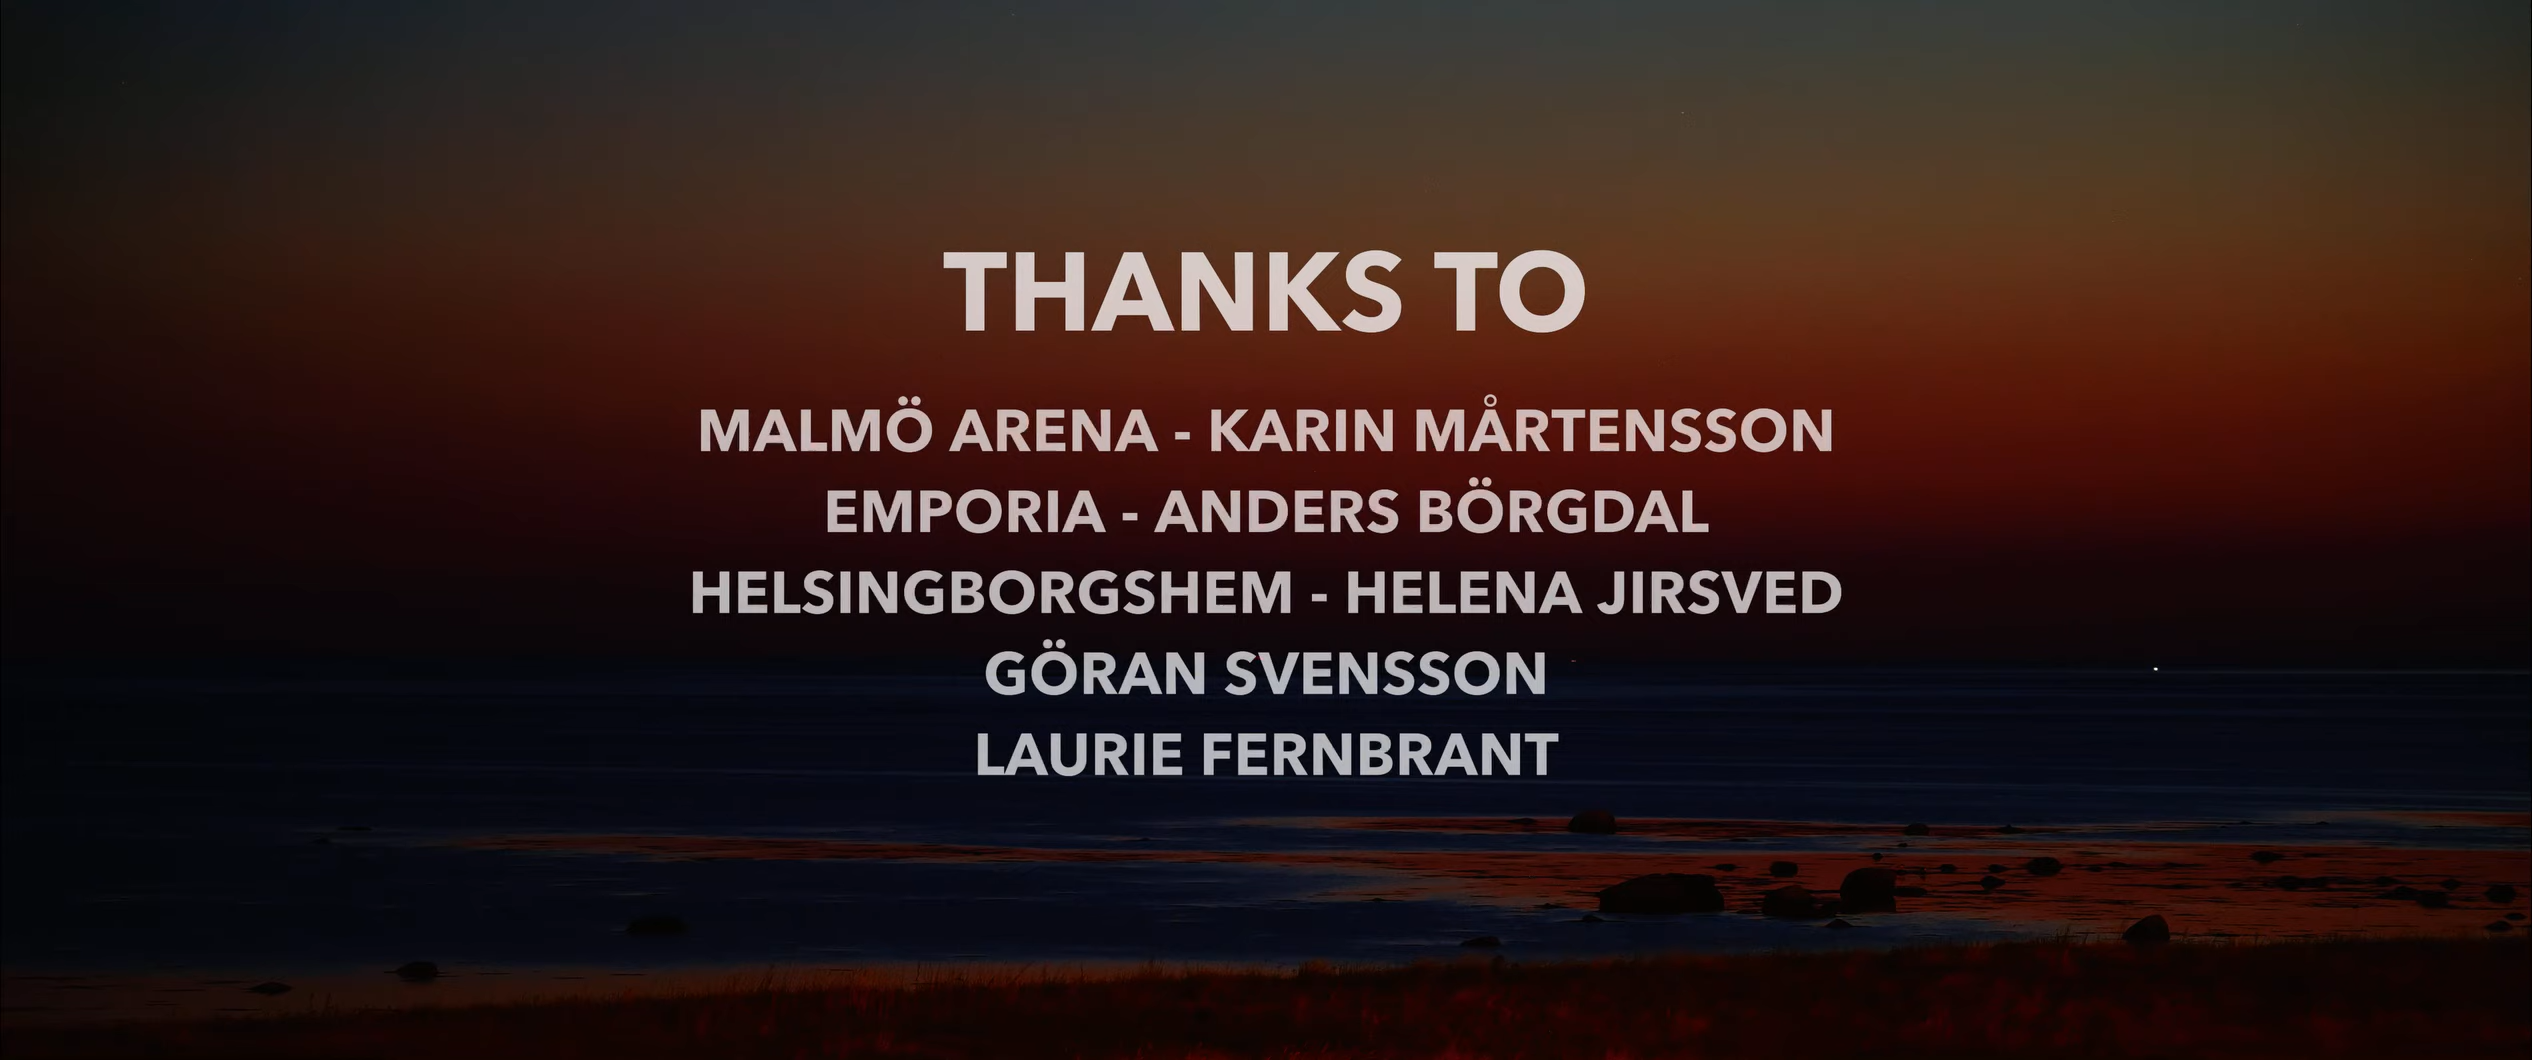 THANKS TO
MALMÖ ARENA - KARIN MÅRTENSSON
EMPORIA - ANDERS BÖRGDAL
HELSINGBORGSHEM - HELENA JIRSVED
GÖRAN SVENSSON
LAURIE FERNBRANT